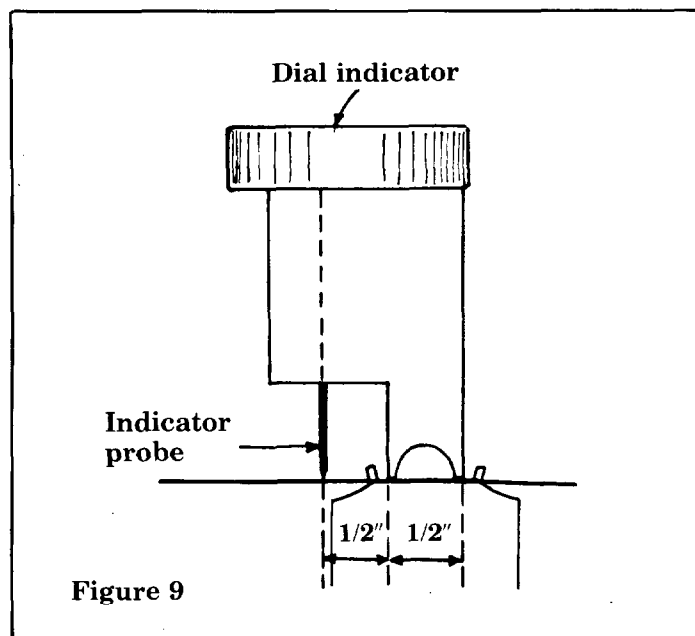 Dial indicator
Indicator
probe
1/2" 1/2"
Figure 9